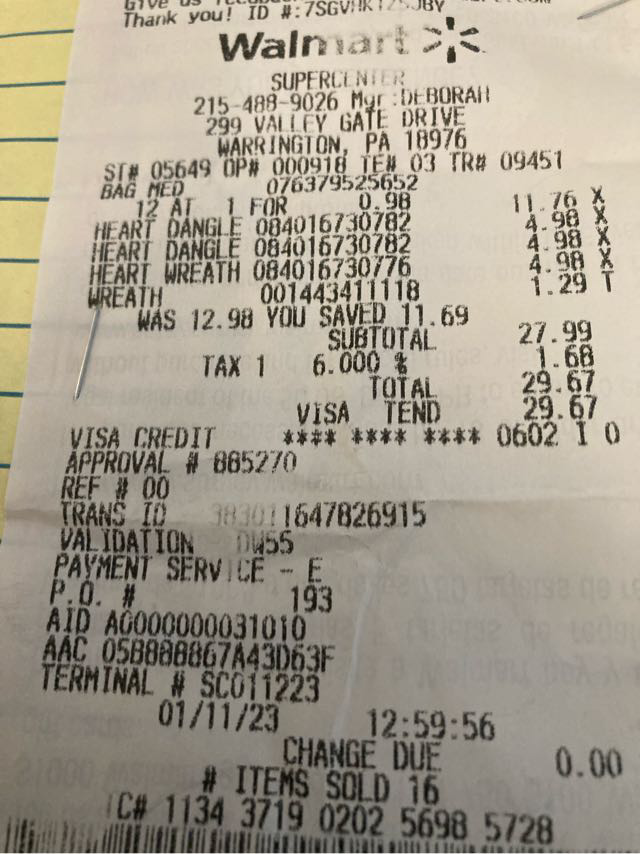 Give us
Thank you! ID #:7SGV
Walmart
SUPERCENTER
215-488-9026 Mgr:DEBORAH
299 VALLEY GATE DRIVE
WARRINGTON, PA 18976
ST# 05649 OP# 000918 TE# 03 TR# 09451
BAG MED 076379525652
12 AT 1 FOR 0.98 11.76 X
HEART DANGLE 084016730782 4.98 X
HEART DANGLE 084016730782 4.98 X
HEART WREATH 084016730776 4.98 X
WREATH 001443411118 1.29 T
WAS 12.98 YOU SAVED 11.69
SUBTOTAL 27.99
TAX 1 6.000 % 1.68
TOTAL 29.67
VISA TEND 29.67
VISA CREDIT **** **** **** 0602 I 0
APPROVAL # 885270
REF # 00
TRANS ID 383011647826915
VALIDATION DW55
PAYMENT SERVICE - E
P.O. # 193
AID A0000000031010
AAC 05B888867A43D63F
TERMINAL # SC011223
01/11/23 12:59:56
CHANGE DUE 0.00
# ITEMS SOLD 16
TC# 1134 3719 0202 5698 5728